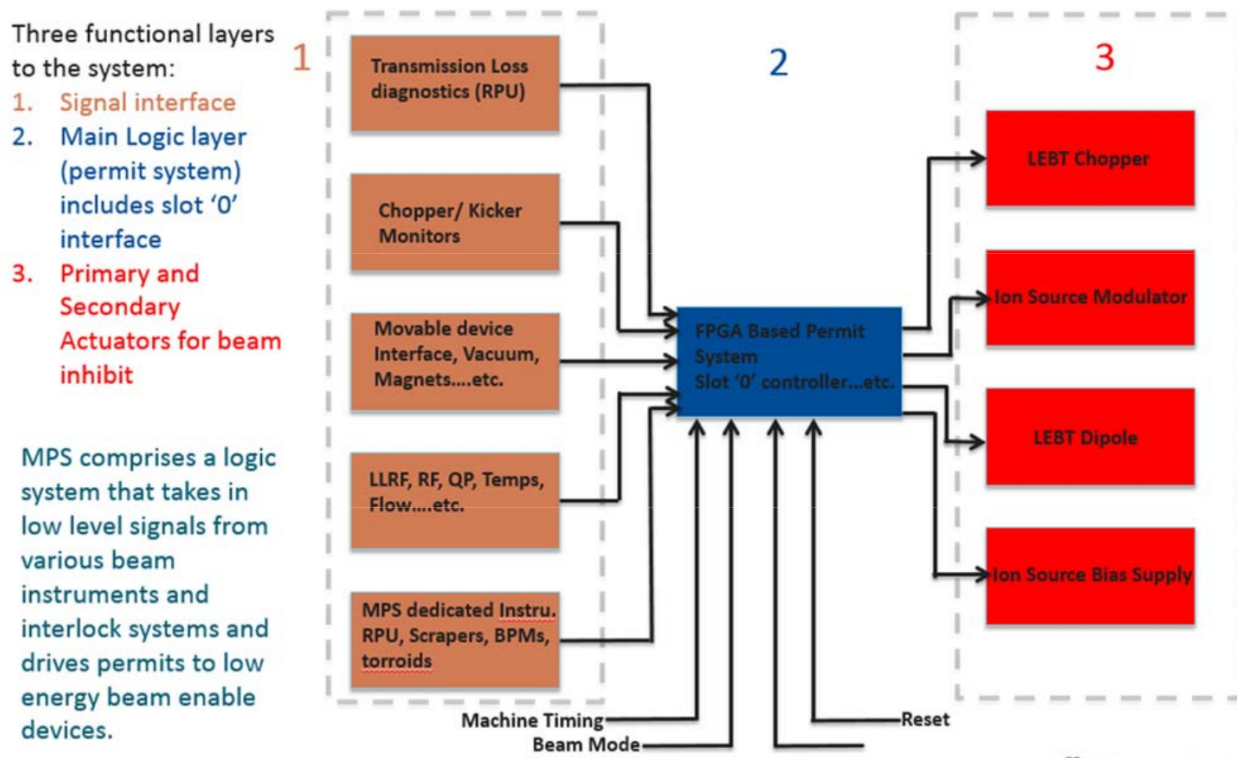 Three functional layers
to the system:
1. Signal interface
2. Main Logic layer
(permit system)
includes slot ‘0’
interface
3. Primary and
Secondary
Actuators for beam
inhibit
MPS comprises a logic
system that takes in
low level signals from
various beam
instruments and
interlock systems and
drives permits to low
energy beam enable
devices.
1
Transmission Loss
diagnostics (RPU)
Chopper/ Kicker
Monitors
Movable device
Interface, Vacuum,
Magnets....etc.
LLRF, RF, QP, Temps,
Flow....etc.
MPS dedicated Instru.
RPU, Scrapers, BPMs,
torroids
2
FPGA Based Permit
System
Slot ‘0’ controller...etc.
Machine Timing
Beam Mode
Reset
3
LEBT Chopper
Ion Source Modulator
LEBT Dipole
Ion Source Bias Supply